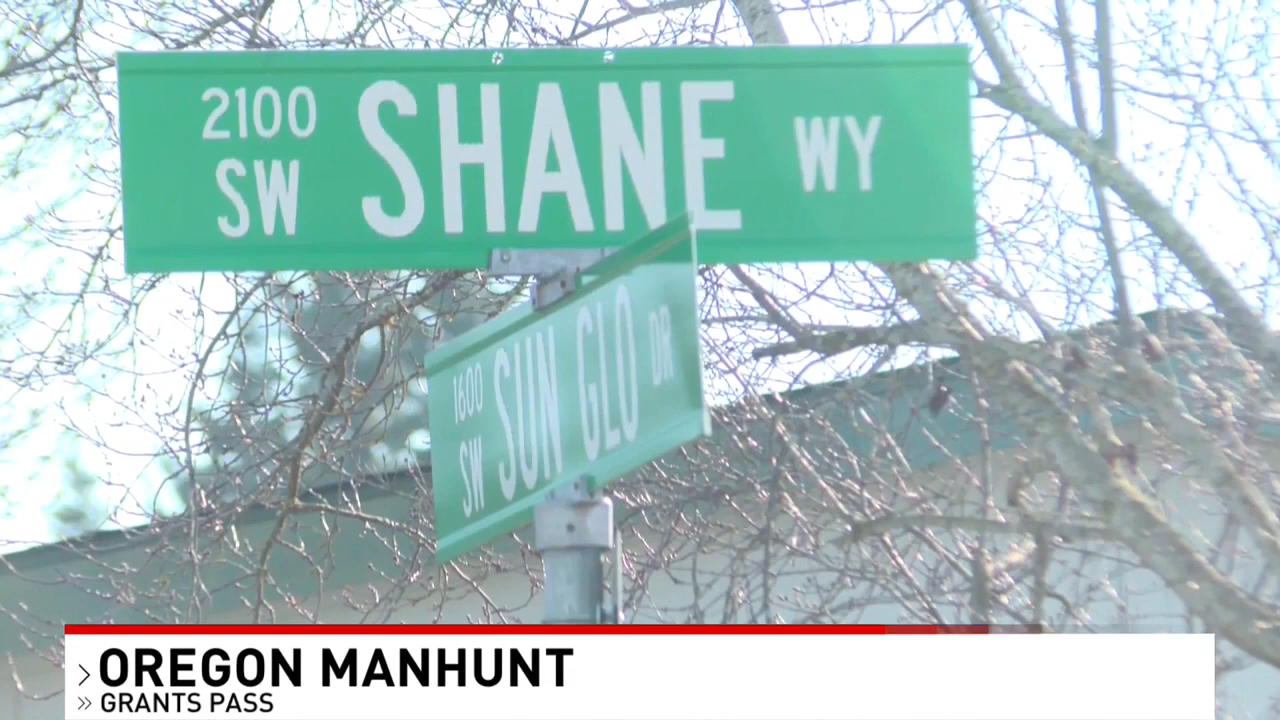 2100
SW SHANE WY
1600
SW SUN GLO DR
OREGON MANHUNT
GRANTS PASS